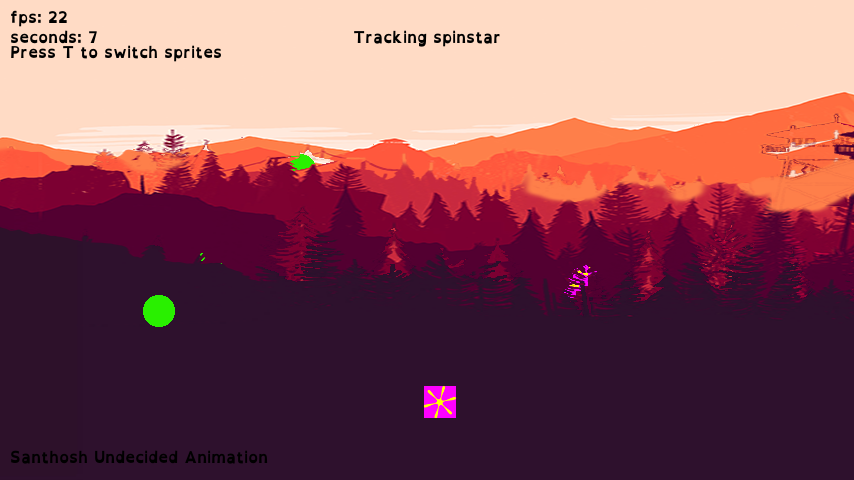 fps: 22
seconds: 7
Tracking spinstar
Press T to switch sprites
Santhosh Undecided Animation